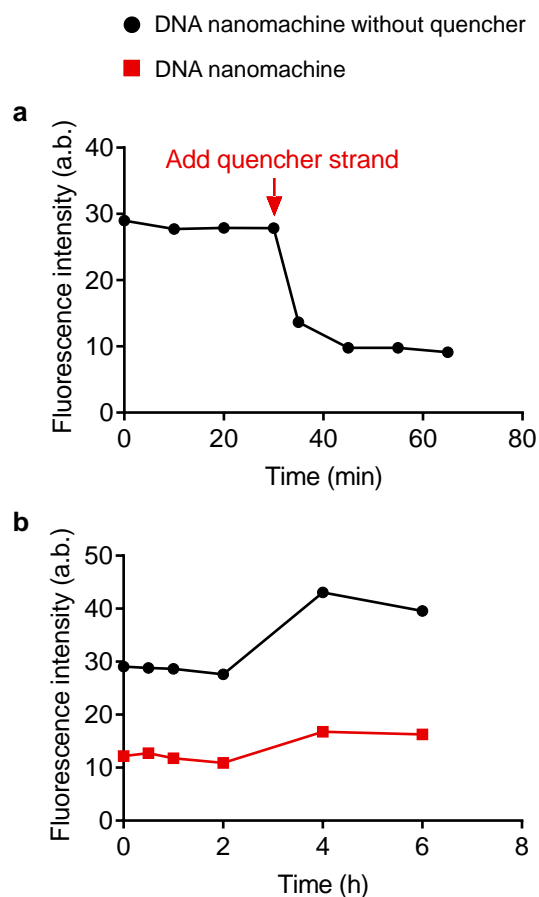 DNA nanomachine without quencher
DNA nanomachine
a
Fluorescence intensity (a.b.)
40
30
20
10
0
Add quencher strand
0 20 40 60 80
Time (min)
b
Fluorescence intensity (a.b.)
50
40
30
20
10
0
0 2 4 6 8
Time (h)